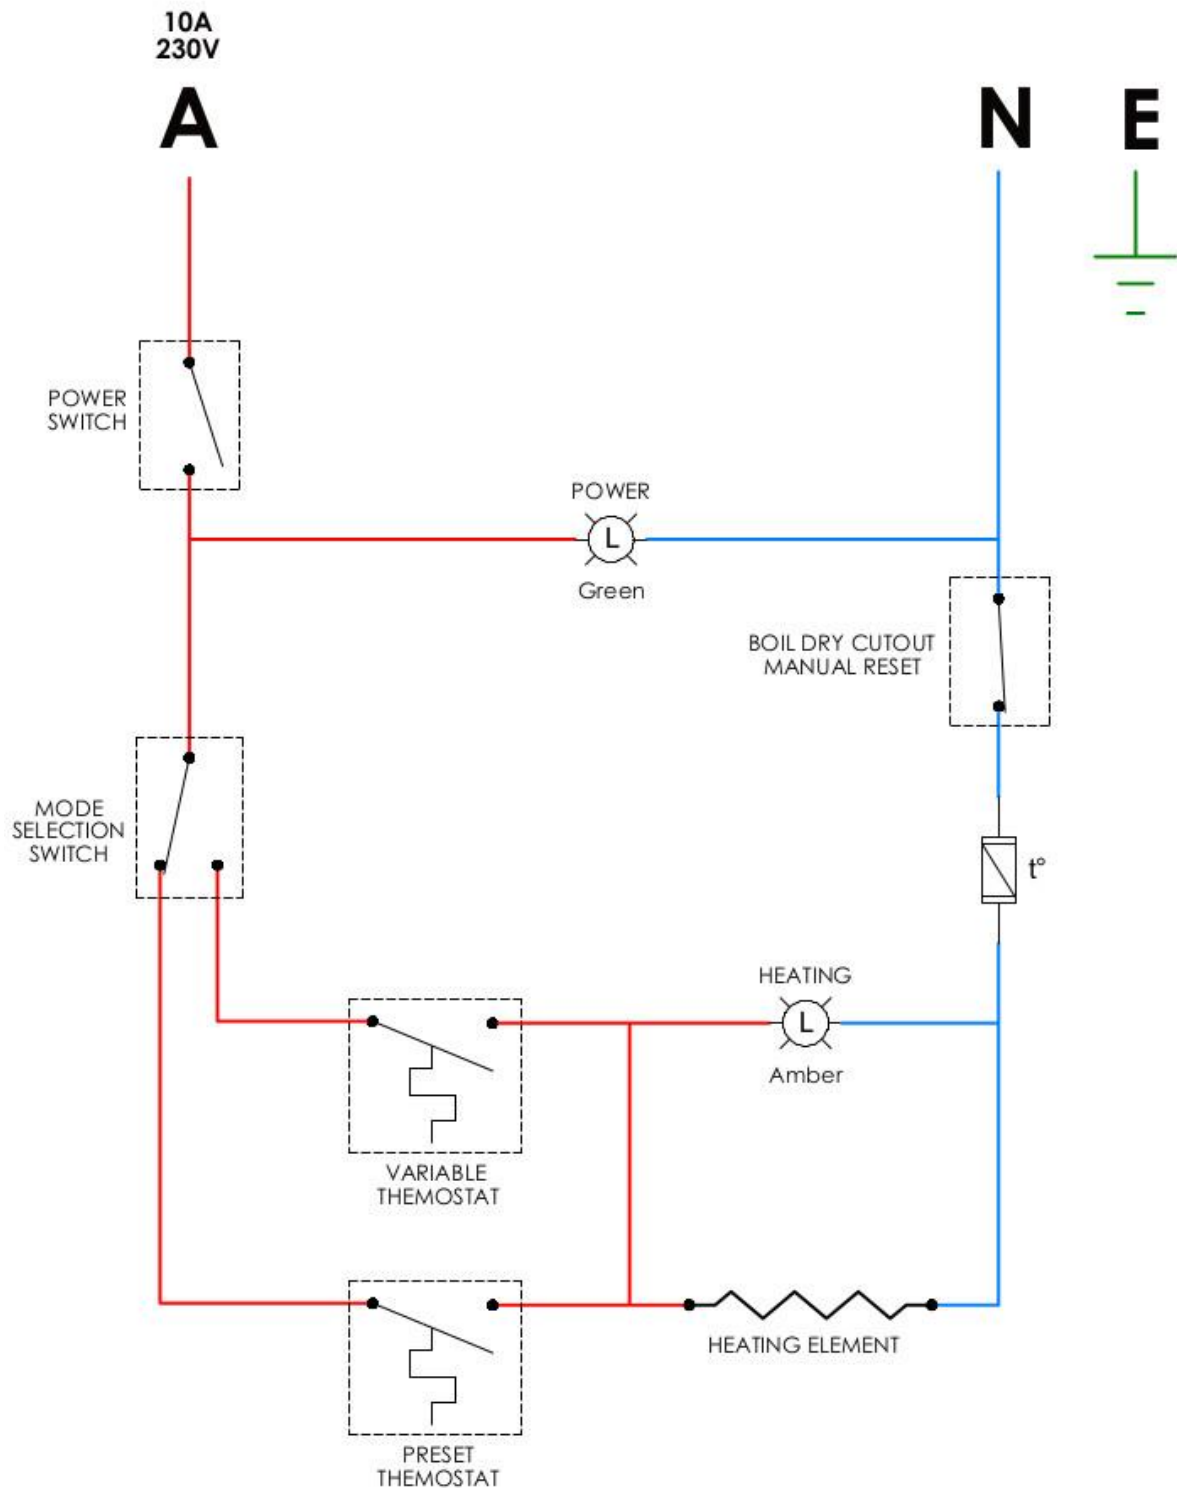 10A
230V
A
N
E
POWER
SWITCH
POWER
L
Green
BOIL DRY CUTOUT
MANUAL RESET
MODE
SELECTION
SWITCH
t°
HEATING
L
Amber
VARIABLE
THEMOSTAT
HEATING ELEMENT
PRESET
THEMOSTAT